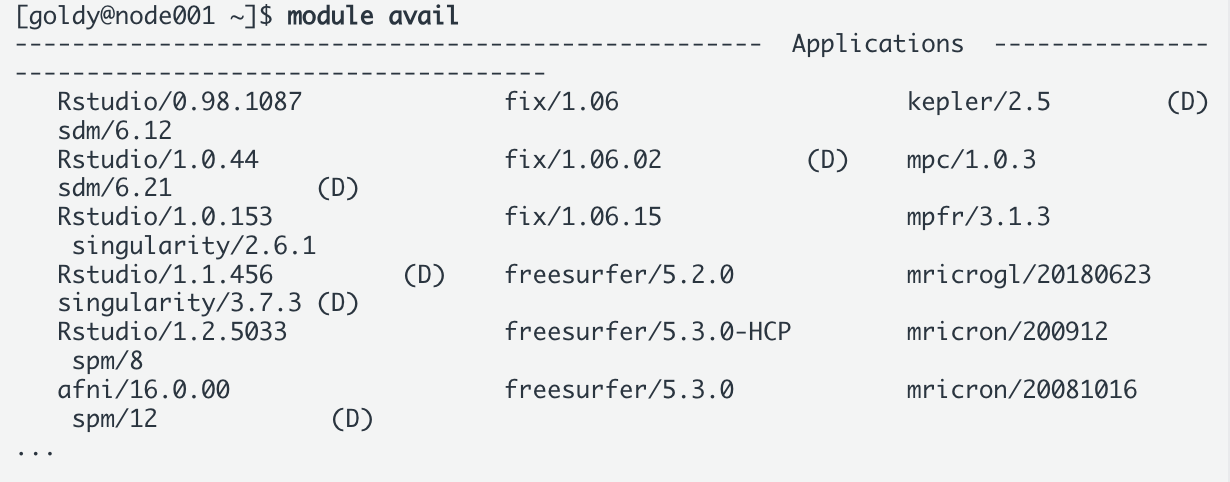 [goldy@node001 ~]$ module avail
---------------------------------------------------- Applications ---------------
-------------------------------------
Rstudio/0.98.1087 fix/1.06 kepler/2.5 (D)
sdm/6.12
Rstudio/1.0.44 fix/1.06.02 (D) mpc/1.0.3
sdm/6.21 (D)
Rstudio/1.0.153 fix/1.06.15 mpfr/3.1.3
singularity/2.6.1
Rstudio/1.1.456 (D) freesurfer/5.2.0 mricrogl/20180623
singularity/3.7.3 (D)
Rstudio/1.2.5033 freesurfer/5.3.0-HCP mricron/200912
spm/8
afni/16.0.00 freesurfer/5.3.0 mricron/20081016
spm/12 (D)
...